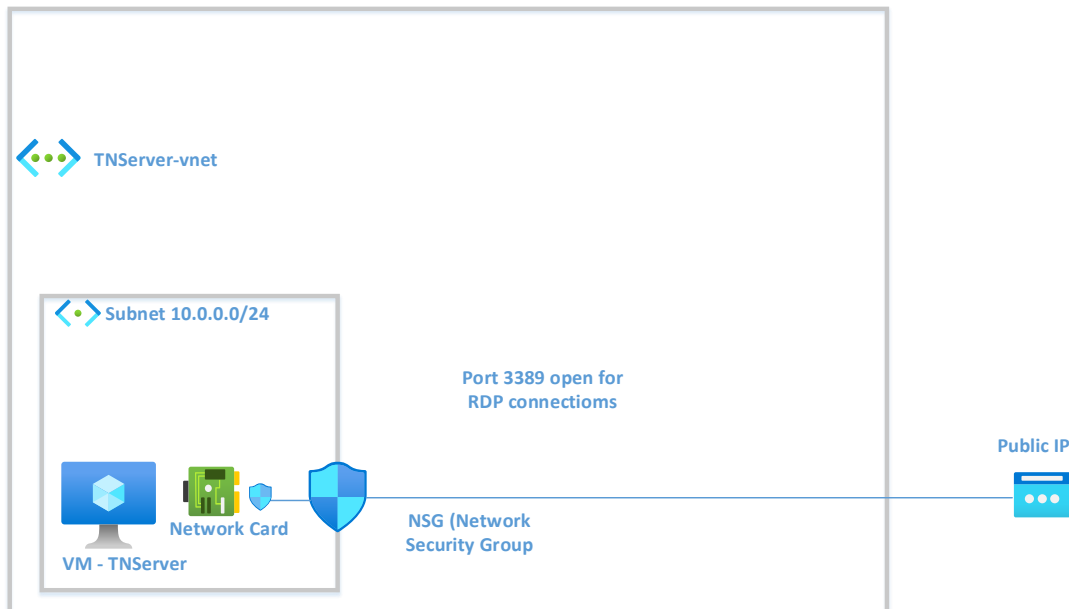 TNServer-vnet
Subnet 10.0.0.0/24
Port 3389 open for
RDP connectioms
Public IP
Network Card
NSG (Network
Security Group
VM - TNServer